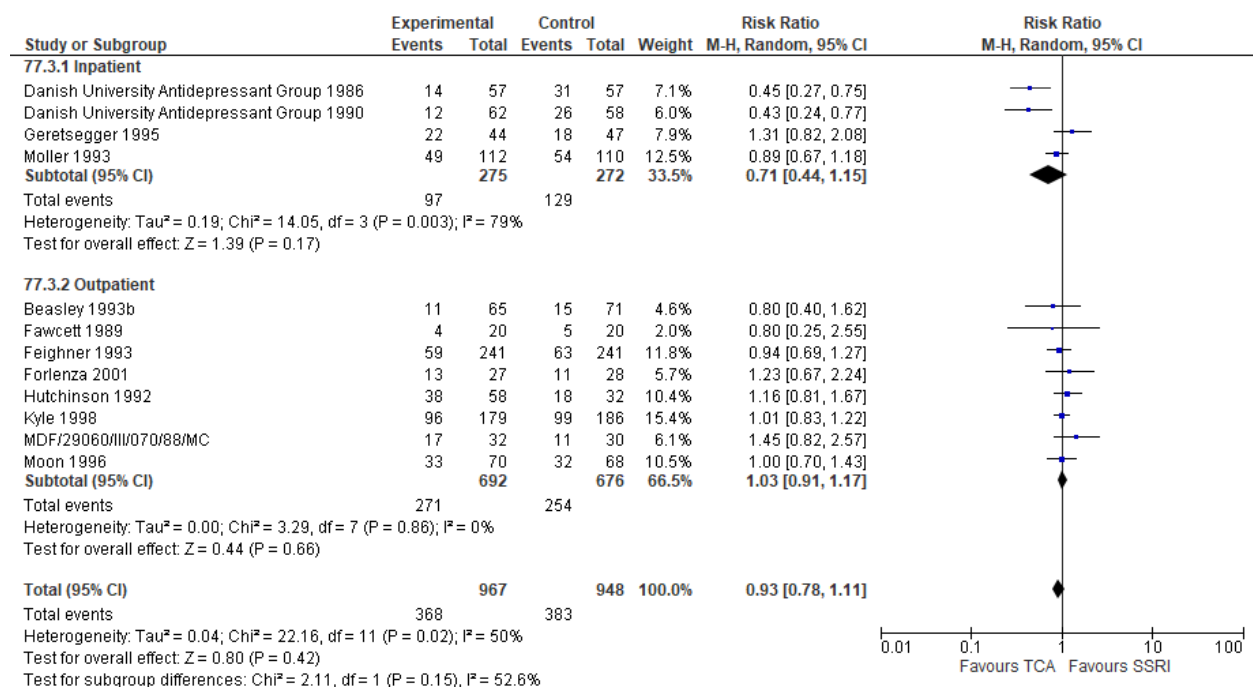 Experimental Control Risk Ratio Risk Ratio
Study or Subgroup Events Total Events Total Weight M-H, Random, 95% CI M-H, Random, 95% CI
77.3.1 Inpatient
Danish University Antidepressant Group 1986 14 57 31 57 7.1% 0.45 [0.27, 0.75]
Danish University Antidepressant Group 1990 12 62 26 58 6.0% 0.43 [0.24, 0.77]
Geretsegger 1995 22 44 18 47 7.9% 1.31 [0.82, 2.08]
Moller 1993 49 112 54 110 12.5% 0.89 [0.67, 1.18]
Subtotal (95% CI) 275 272 33.5% 0.71 [0.44, 1.15]
Total events 97 129
Heterogeneity: Tau² = 0.19; Chi² = 14.05, df = 3 (P = 0.003); I² = 79%
Test for overall effect: Z = 1.39 (P = 0.17)
77.3.2 Outpatient
Beasley 1993b 11 65 15 71 4.6% 0.80 [0.40, 1.62]
Fawcett 1989 4 20 5 20 2.0% 0.80 [0.25, 2.55]
Feighner 1993 59 241 63 241 11.8% 0.94 [0.69, 1.27]
Forlenza 2001 13 27 11 28 5.7% 1.23 [0.67, 2.24]
Hutchinson 1992 38 58 18 32 10.4% 1.16 [0.81, 1.67]
Kyle 1998 96 179 99 186 15.4% 1.01 [0.83, 1.22]
MDF/29060/III/070/88/MC 17 32 11 30 6.1% 1.45 [0.82, 2.57]
Moon 1996 33 70 32 68 10.5% 1.00 [0.70, 1.43]
Subtotal (95% CI) 692 676 66.5% 1.03 [0.91, 1.17]
Total events 271 254
Heterogeneity: Tau² = 0.00; Chi² = 3.29, df = 7 (P = 0.86); I² = 0%
Test for overall effect: Z = 0.44 (P = 0.66)
Total (95% CI) 967 948 100.0% 0.93 [0.78, 1.11]
Total events 368 383
Heterogeneity: Tau² = 0.04; Chi² = 22.16, df = 11 (P = 0.02); I² = 50%
Test for overall effect: Z = 0.80 (P = 0.42)
Test for subgroup differences: Chi² = 2.11, df = 1 (P = 0.15), I² = 52.6%
0.01 0.1 1 10 100
Favours TCA Favours SSRI